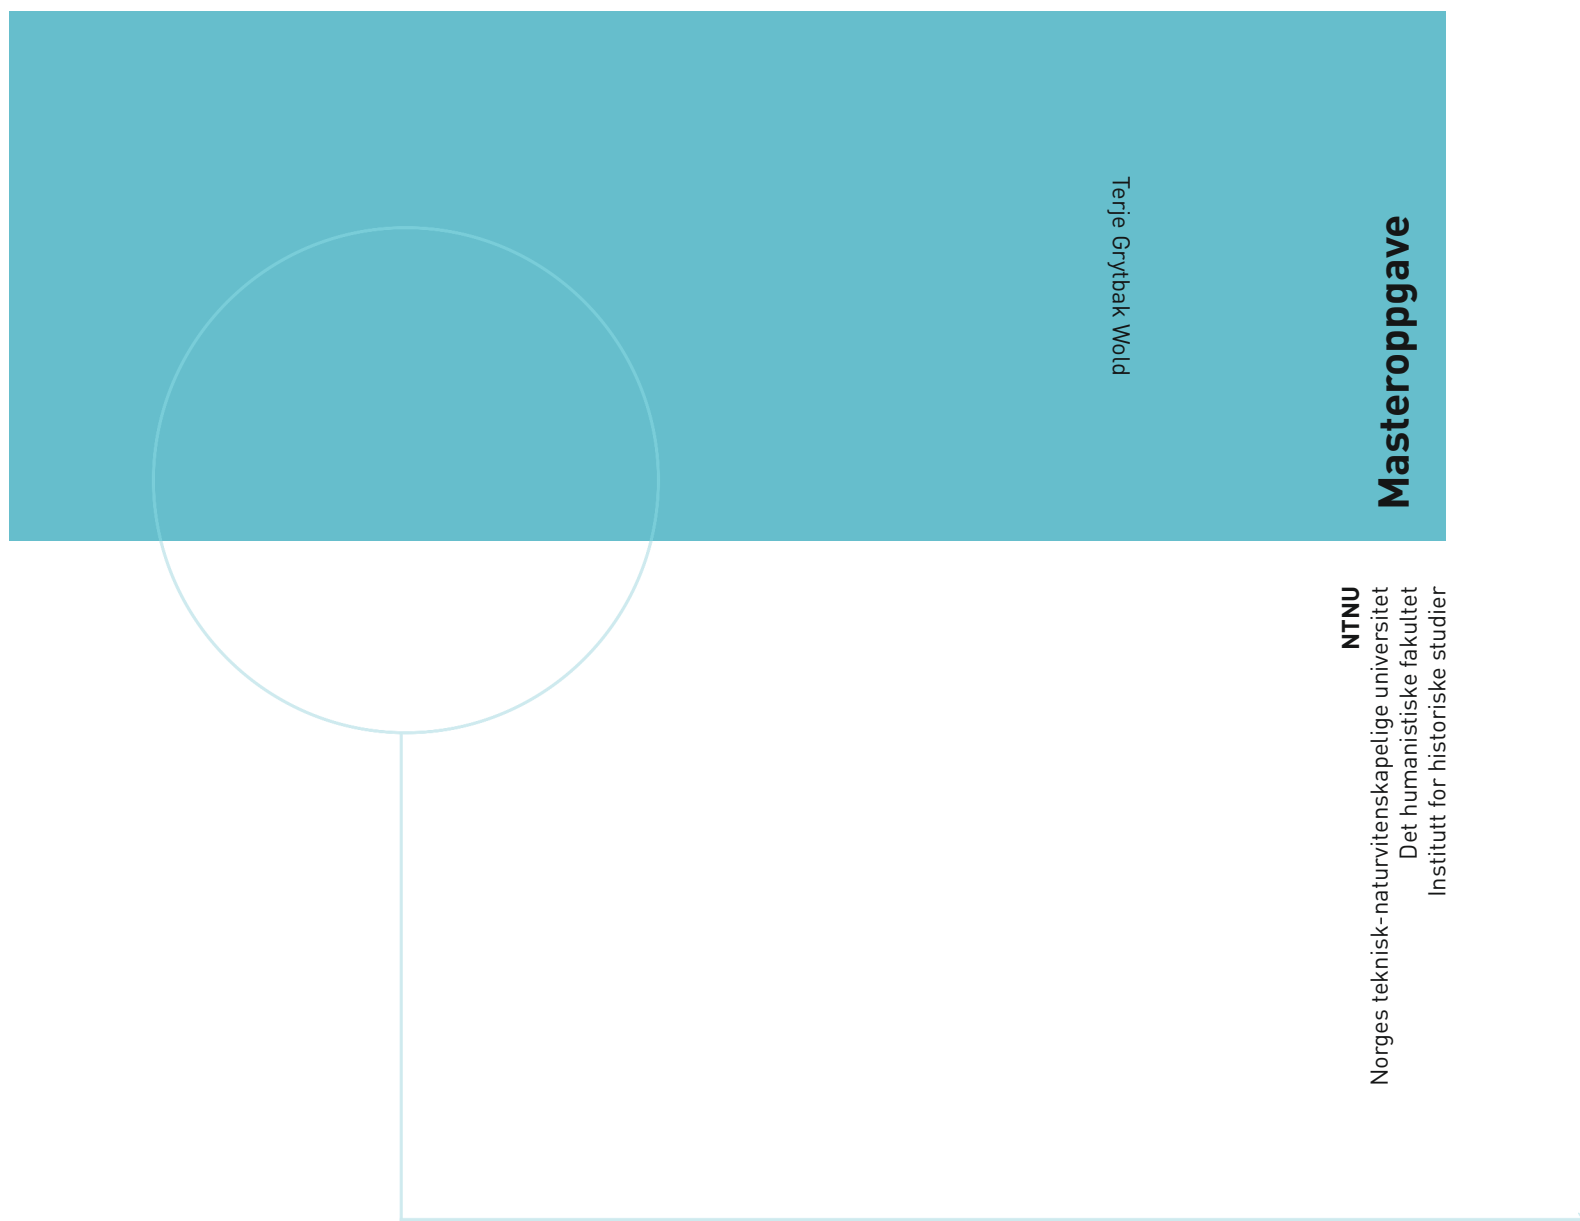 Terje Grytbak Wold
Masteroppgave
NTNU
Norges teknisk-naturvitenskapelige universitet
Det humanistiske fakultet
Institutt for historiske studier